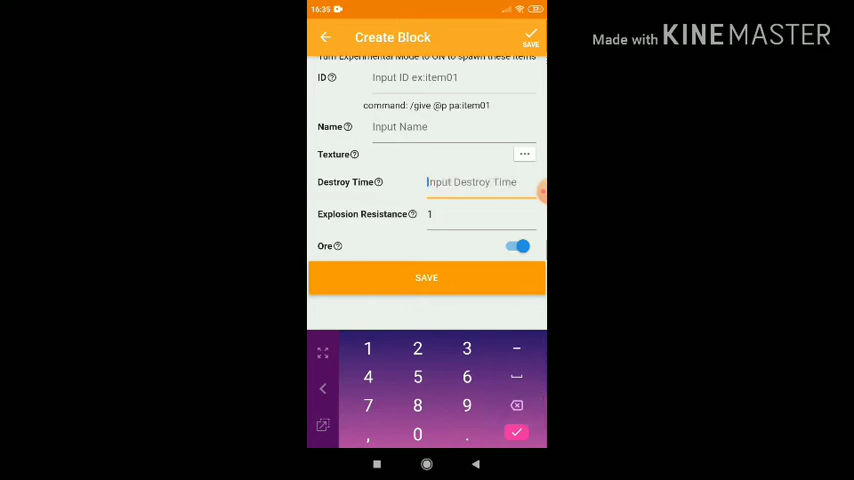 16:35
Create Block
SAVE
Turn Experimental Mode to ON to spawn these items
ID
Input ID ex:item01
command: /give @p pa:item01
Name
Input Name
Texture
...
Destroy Time
Input Destroy Time
Explosion Resistance
1
Ore
SAVE
1 2 3 -
4 5 6
7 8 9
, 0 .
Made with KINEMASTER